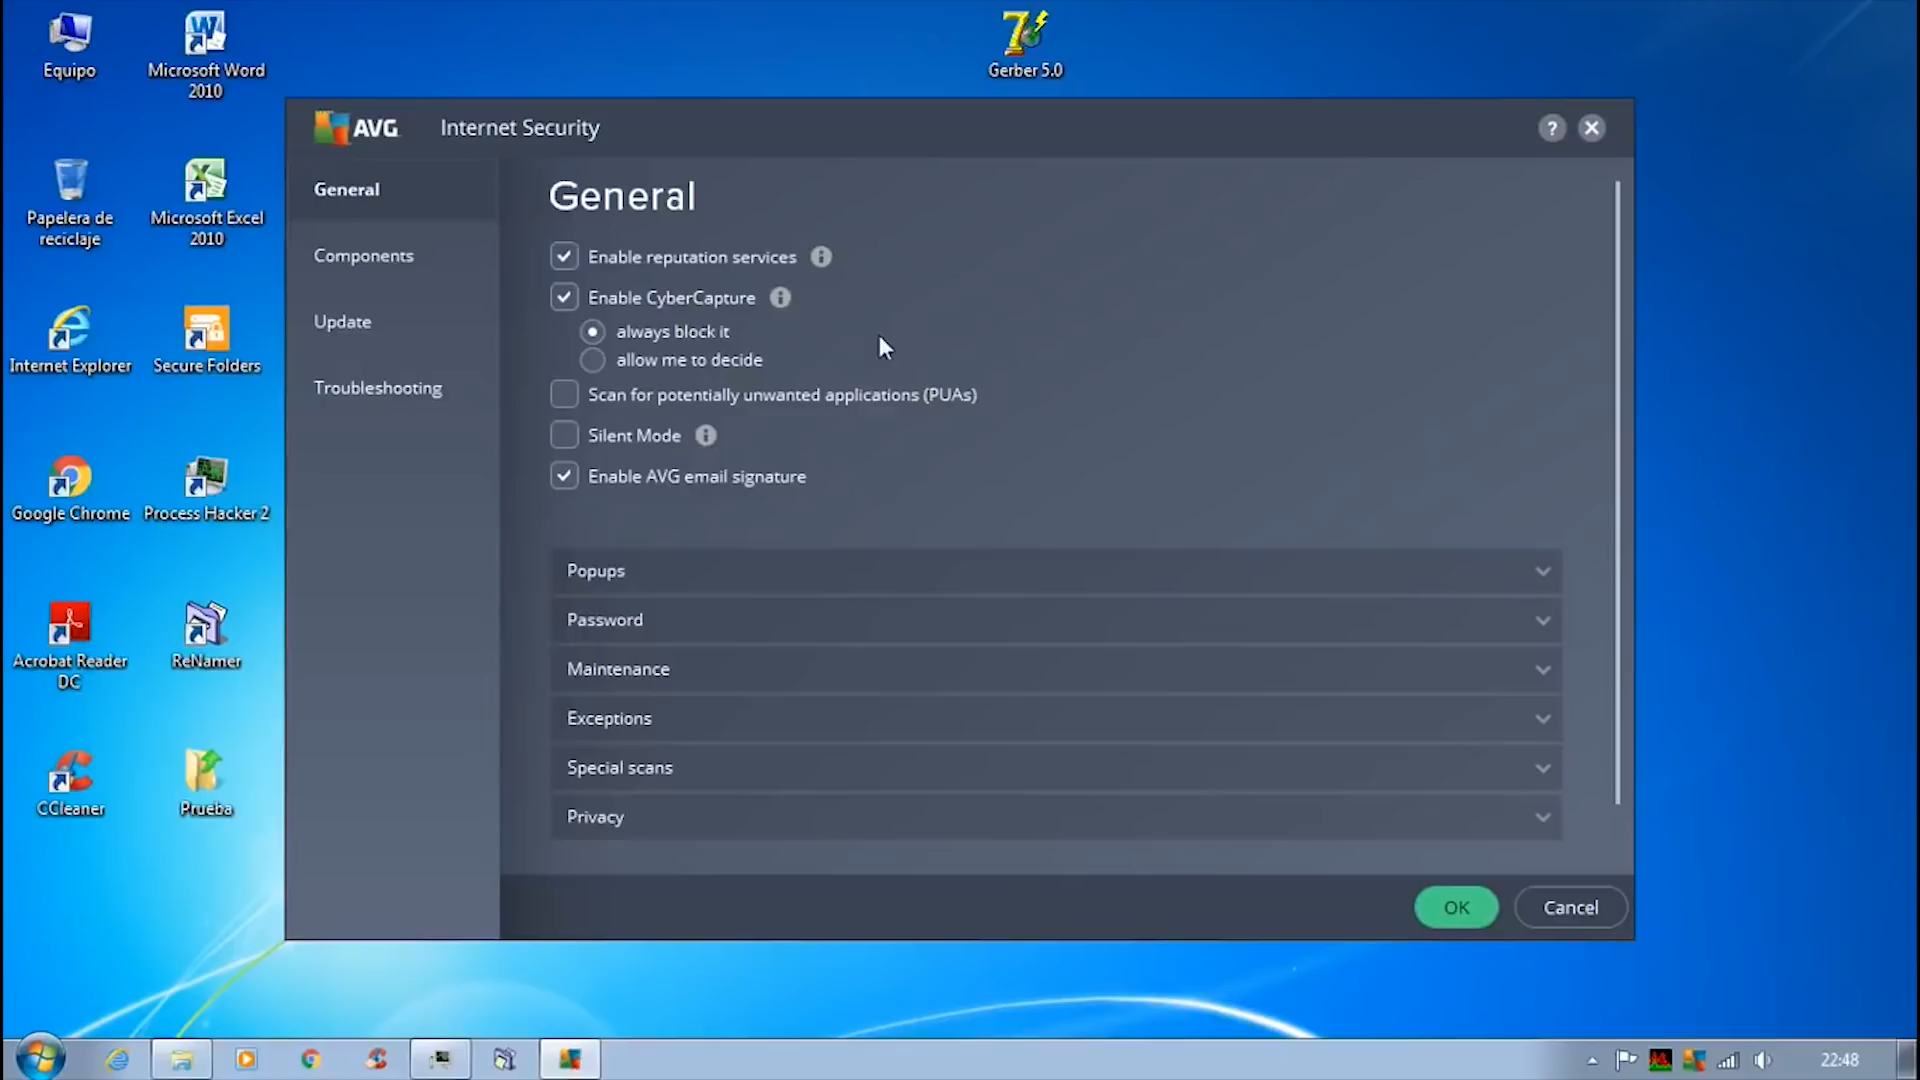 Equipo
Microsoft Word
2010
Gerber 5.0
Papelera de
reciclaje
Microsoft Excel
2010
Internet Explorer
Secure Folders
Google Chrome
Process Hacker 2
Acrobat Reader
DC
ReNamer
CCleaner
Prueba
AVG
Internet Security
?
General
Components
Update
Troubleshooting
General
Enable reputation services
Enable CyberCapture
always block it
allow me to decide
Scan for potentially unwanted applications (PUAs)
Silent Mode
Enable AVG email signature
Popups
Password
Maintenance
Exceptions
Special scans
Privacy
OK
Cancel
22:48